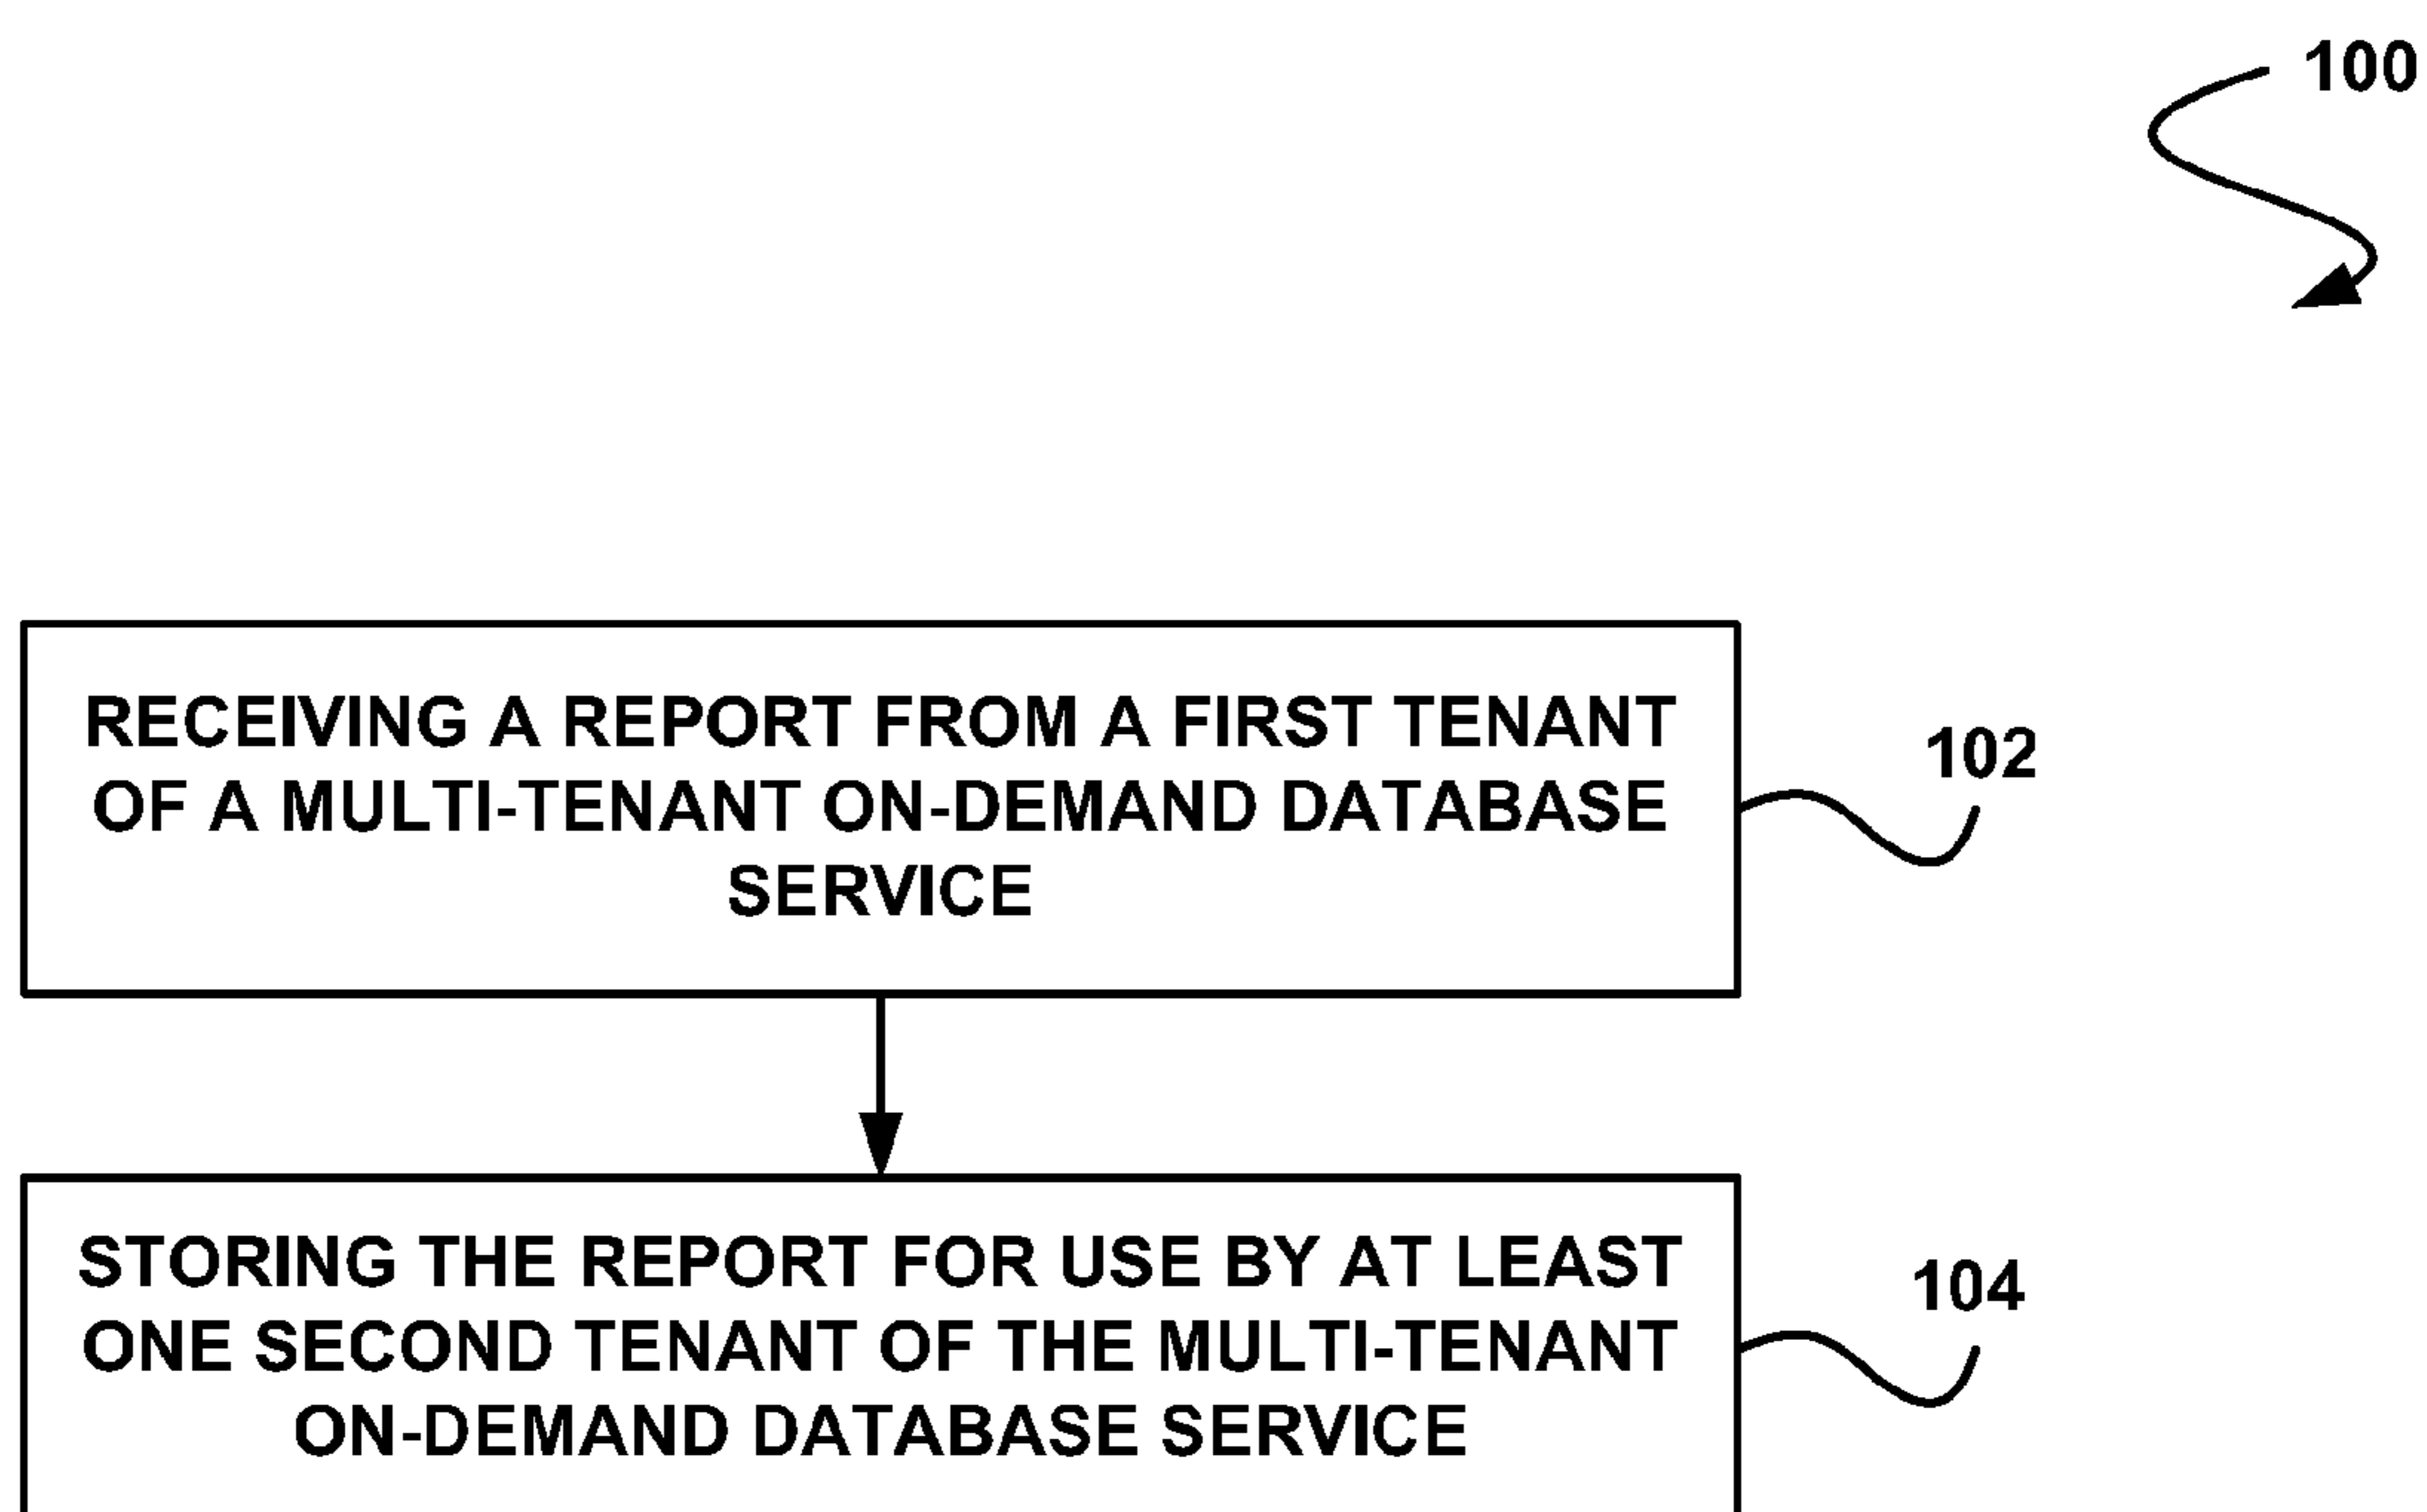 100
RECEIVING A REPORT FROM A FIRST TENANT
OF A MULTI-TENANT ON-DEMAND DATABASE
SERVICE
102
STORING THE REPORT FOR USE BY AT LEAST
ONE SECOND TENANT OF THE MULTI-TENANT
ON-DEMAND DATABASE SERVICE
104